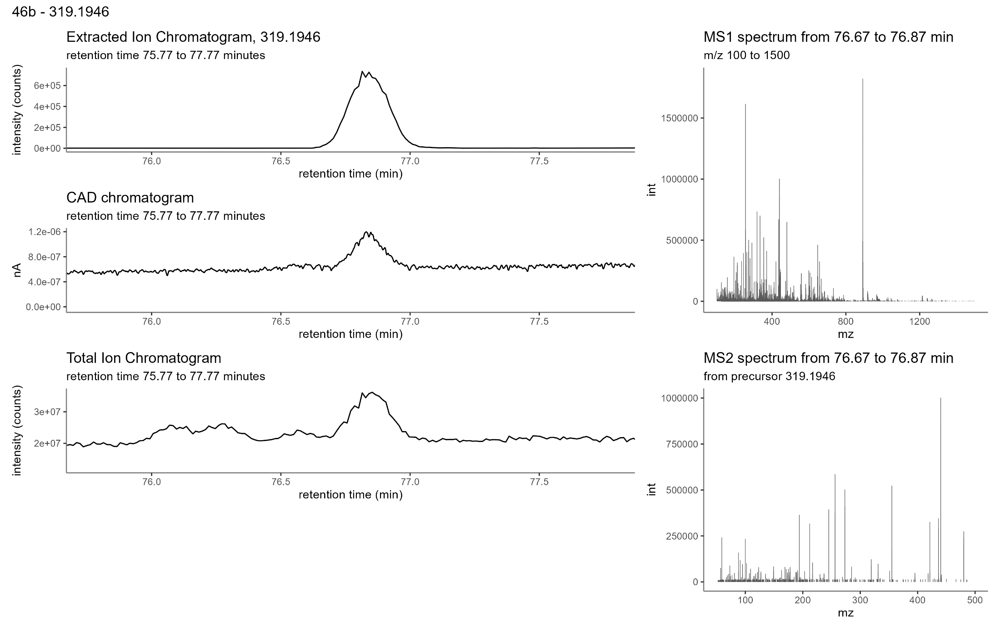 46b - 319.1946
Extracted Ion Chromatogram, 319.1946
retention time 75.77 to 77.77 minutes
intensity (counts)
6e+05
4e+05
2e+05
0e+00
76.0
76.5
77.0
77.5
retention time (min)
CAD chromatogram
retention time 75.77 to 77.77 minutes
nA
1.2e-06
8.0e-07
4.0e-07
0.0e+00
76.0
76.5
77.0
77.5
retention time (min)
Total Ion Chromatogram
retention time 75.77 to 77.77 minutes
intensity (counts)
3e+07
2e+07
76.0
76.5
77.0
77.5
retention time (min)
MS1 spectrum from 76.67 to 76.87 min
m/z 100 to 1500
int
1500000
1000000
500000
0
400
800
1200
mz
MS2 spectrum from 76.67 to 76.87 min
from precursor 319.1946
int
1000000
750000
500000
250000
0
100
200
300
400
500
mz